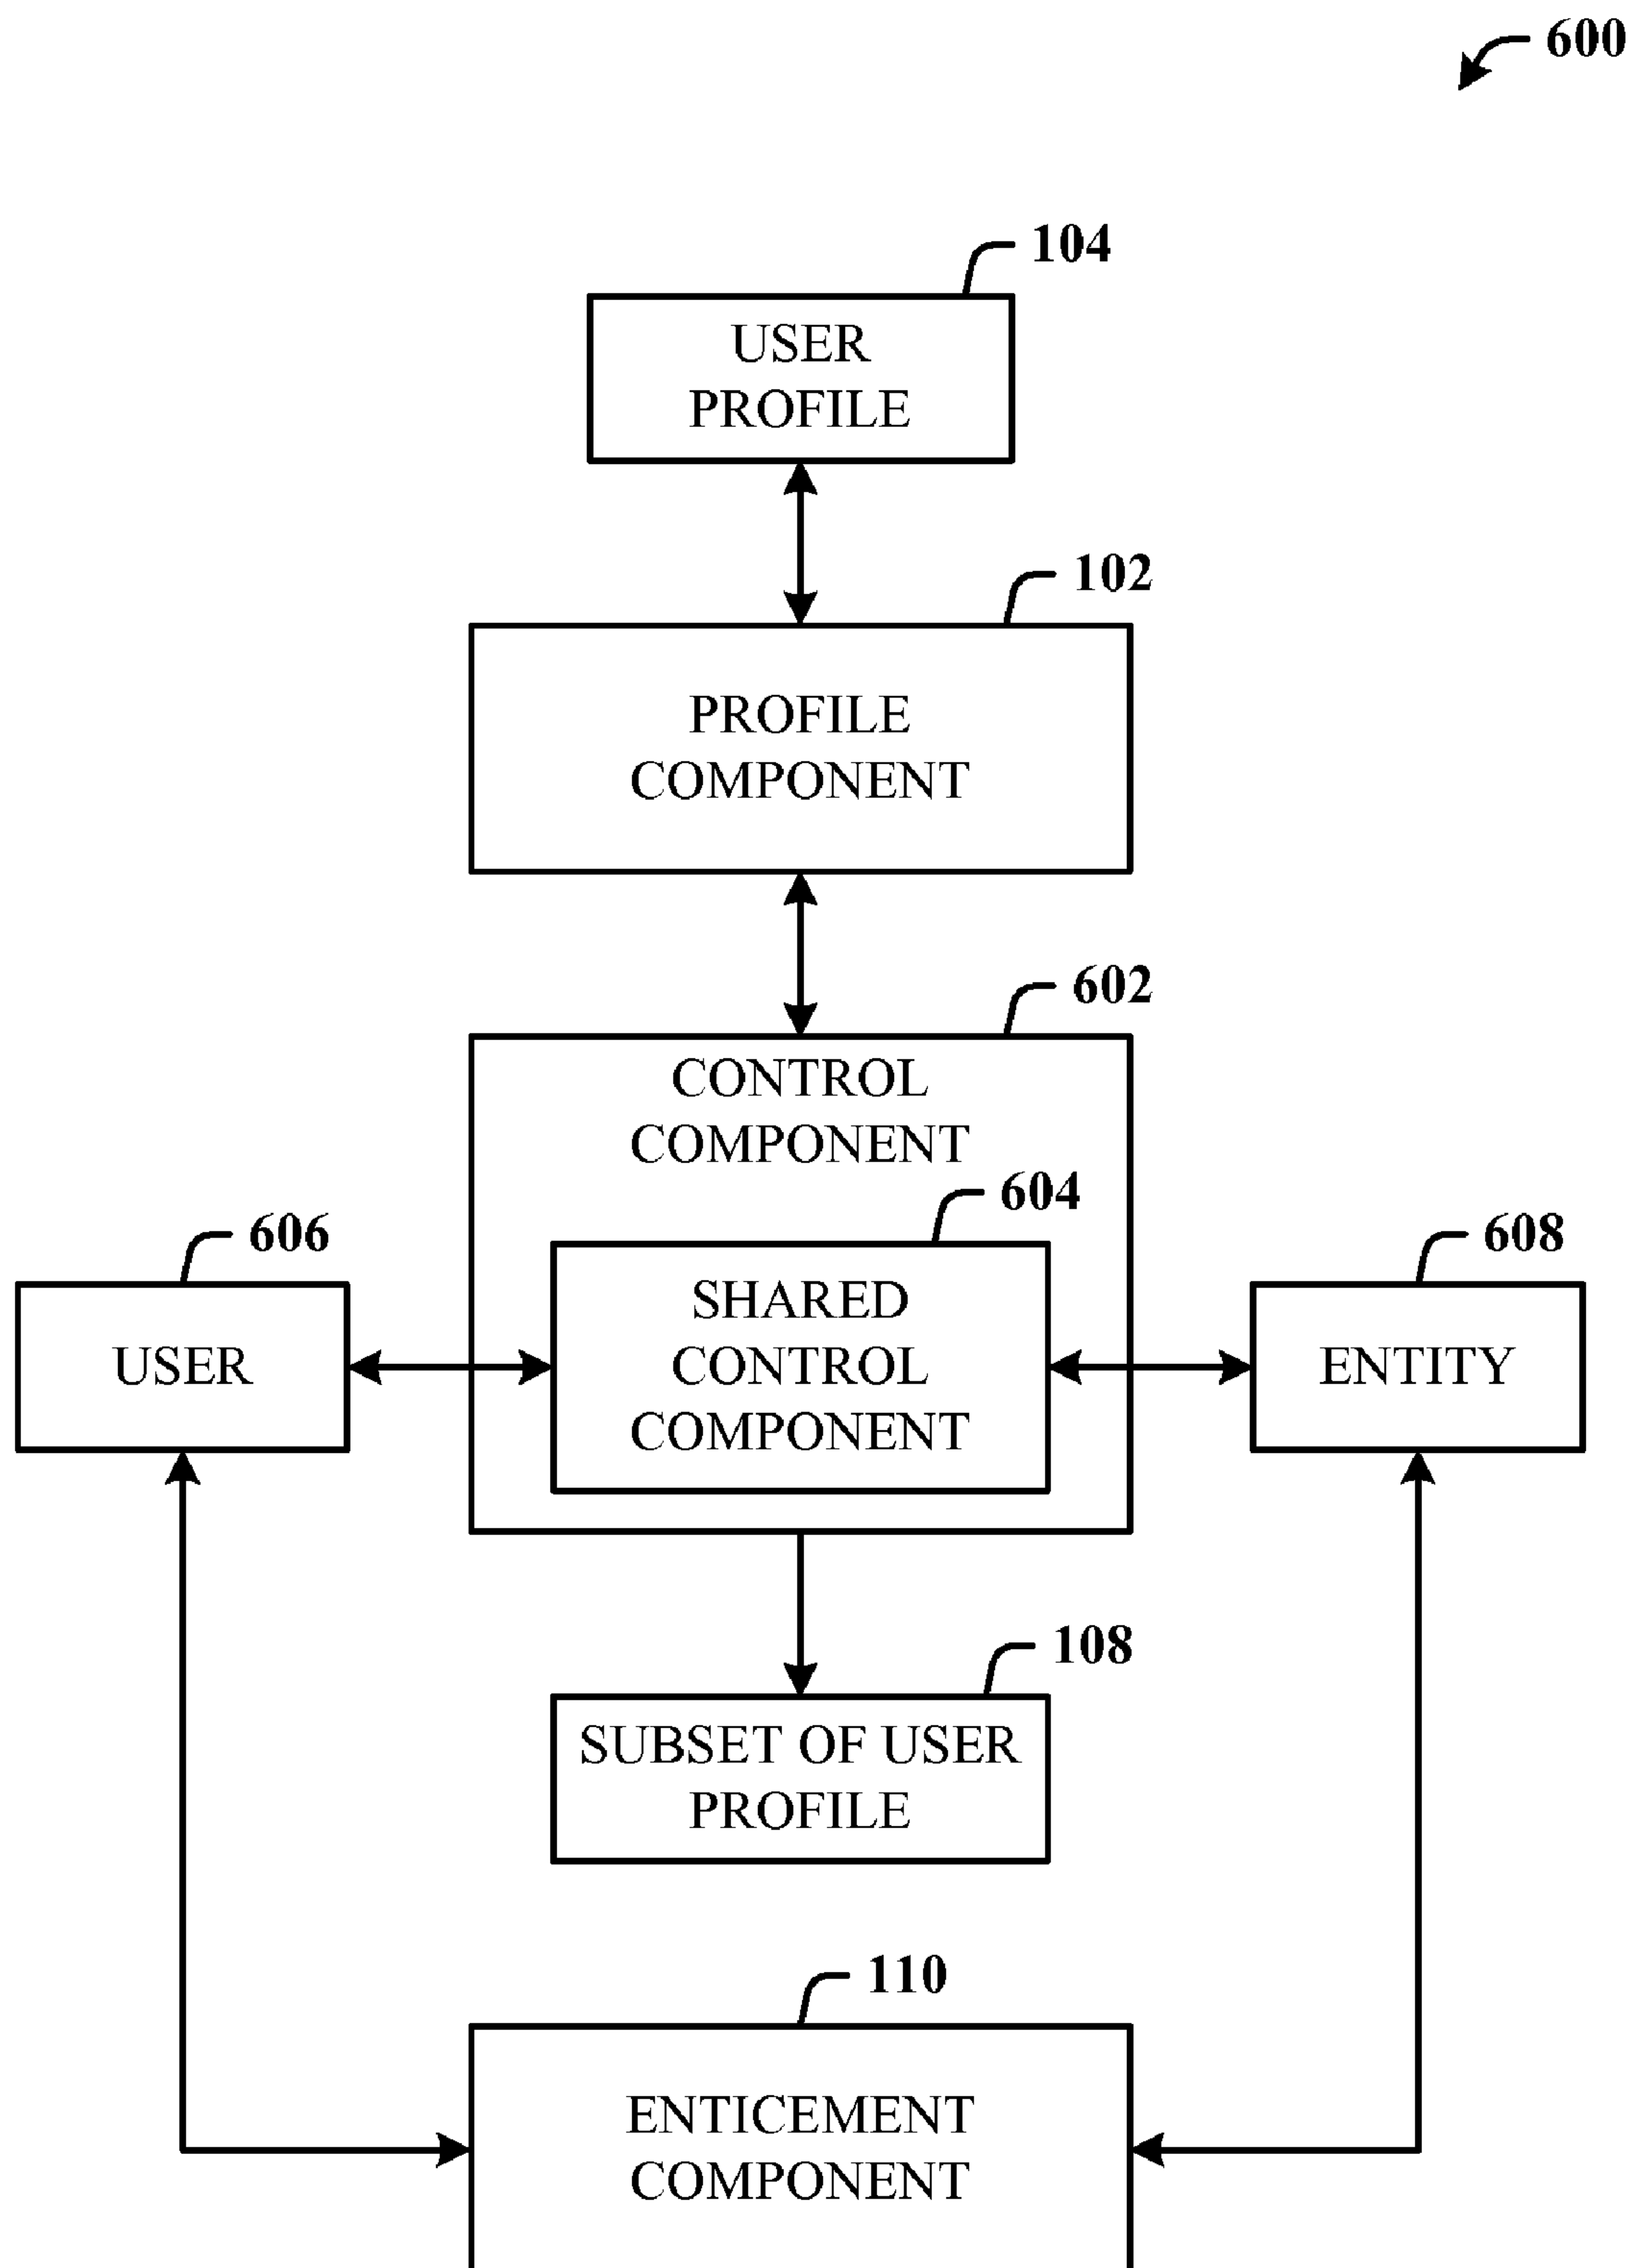 600
104
USER
PROFILE
102
PROFILE
COMPONENT
602
CONTROL
COMPONENT
604
606
608
SHARED
CONTROL
COMPONENT
USER
ENTITY
108
SUBSET OF USER
PROFILE
110
ENTICEMENT
COMPONENT